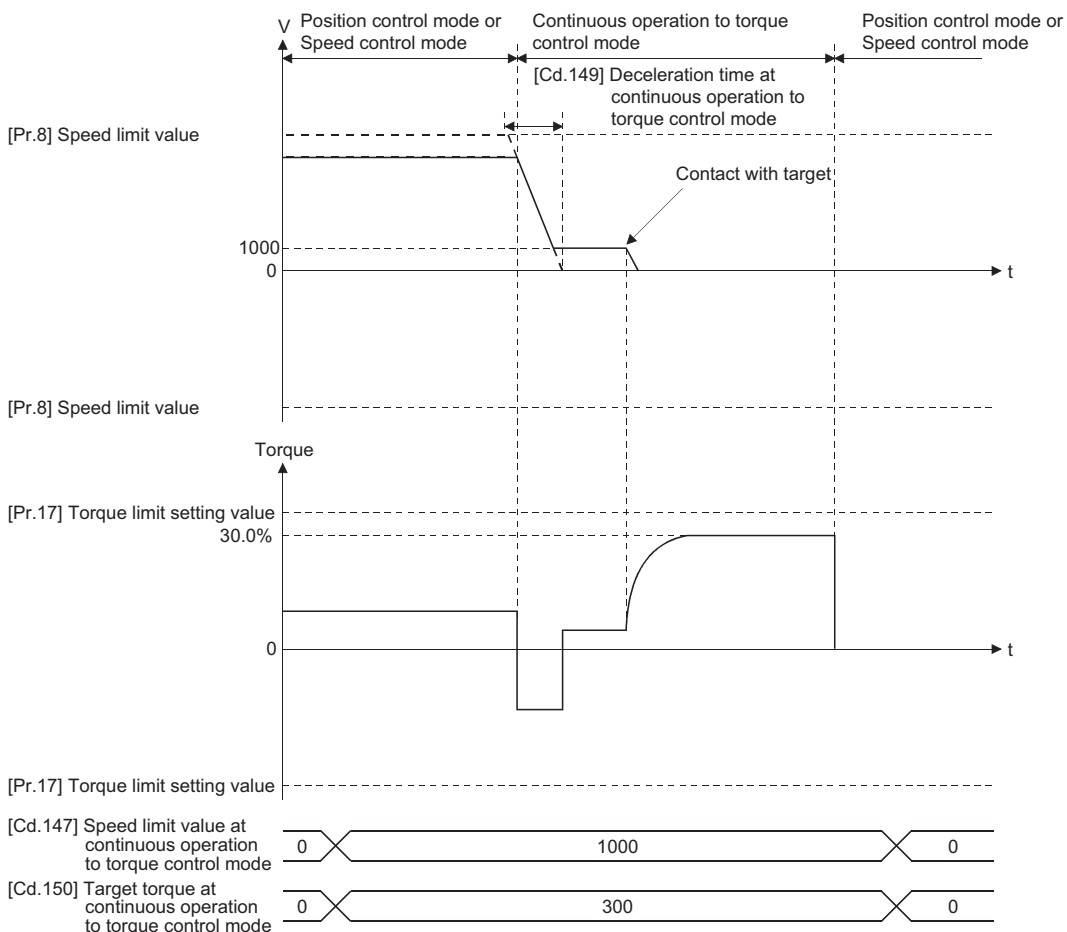 V
Position control mode or
Speed control mode
Continuous operation to torque
control mode
Position control mode or
Speed control mode
[Cd.149] Deceleration time at
continuous operation to
torque control mode
[Pr.8] Speed limit value
Contact with target
1000
0
t
[Pr.8] Speed limit value
Torque
[Pr.17] Torque limit setting value
30.0%
0
t
[Pr.17] Torque limit setting value
[Cd.147] Speed limit value at
continuous operation
to torque control mode
0
1000
0
[Cd.150] Target torque at
continuous operation
to torque control mode
0
300
0